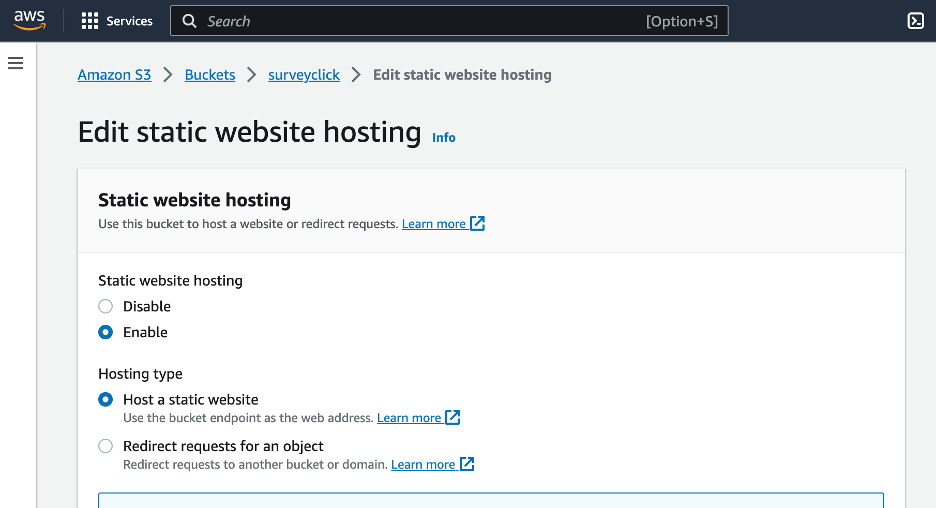 aws Services Search [Option+S]
Amazon S3 > Buckets > surveyclick > Edit static website hosting
Edit static website hosting Info
Static website hosting
Use this bucket to host a website or redirect requests. Learn more
Static website hosting
Disable
Enable
Hosting type
Host a static website
Use the bucket endpoint as the web address. Learn more
Redirect requests for an object
Redirect requests to another bucket or domain. Learn more